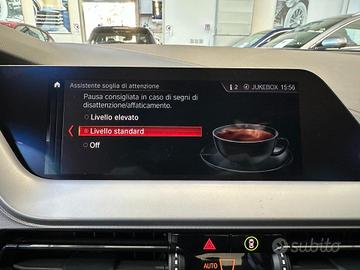 Assistente soglia di attenzione
2 JUKEBOX 15:56
Pausa consigliata in caso di segni di
disattenzione/affaticamento.
Livello elevato
Livello standard
Off
AUTO
subito